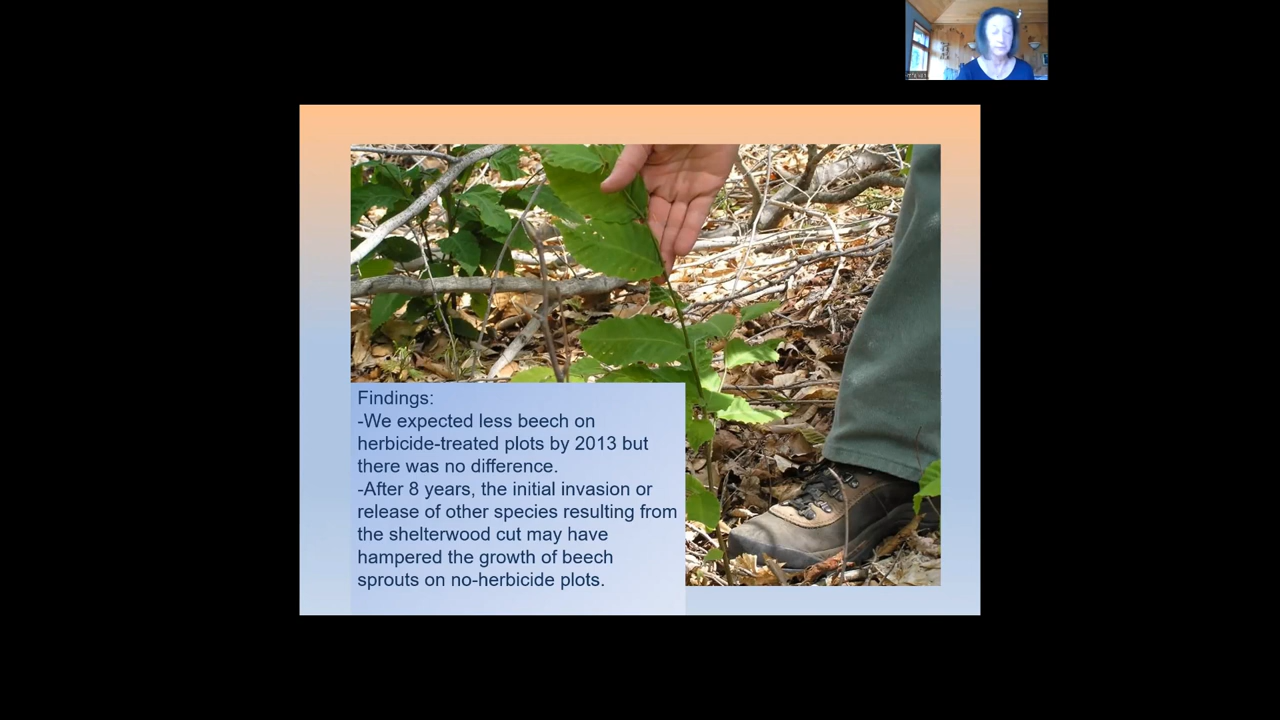 Findings:
-We expected less beech on
herbicide-treated plots by 2013 but
there was no difference.
-After 8 years, the initial invasion or
release of other species resulting from
the shelterwood cut may have
hampered the growth of beech
sprouts on no-herbicide plots.